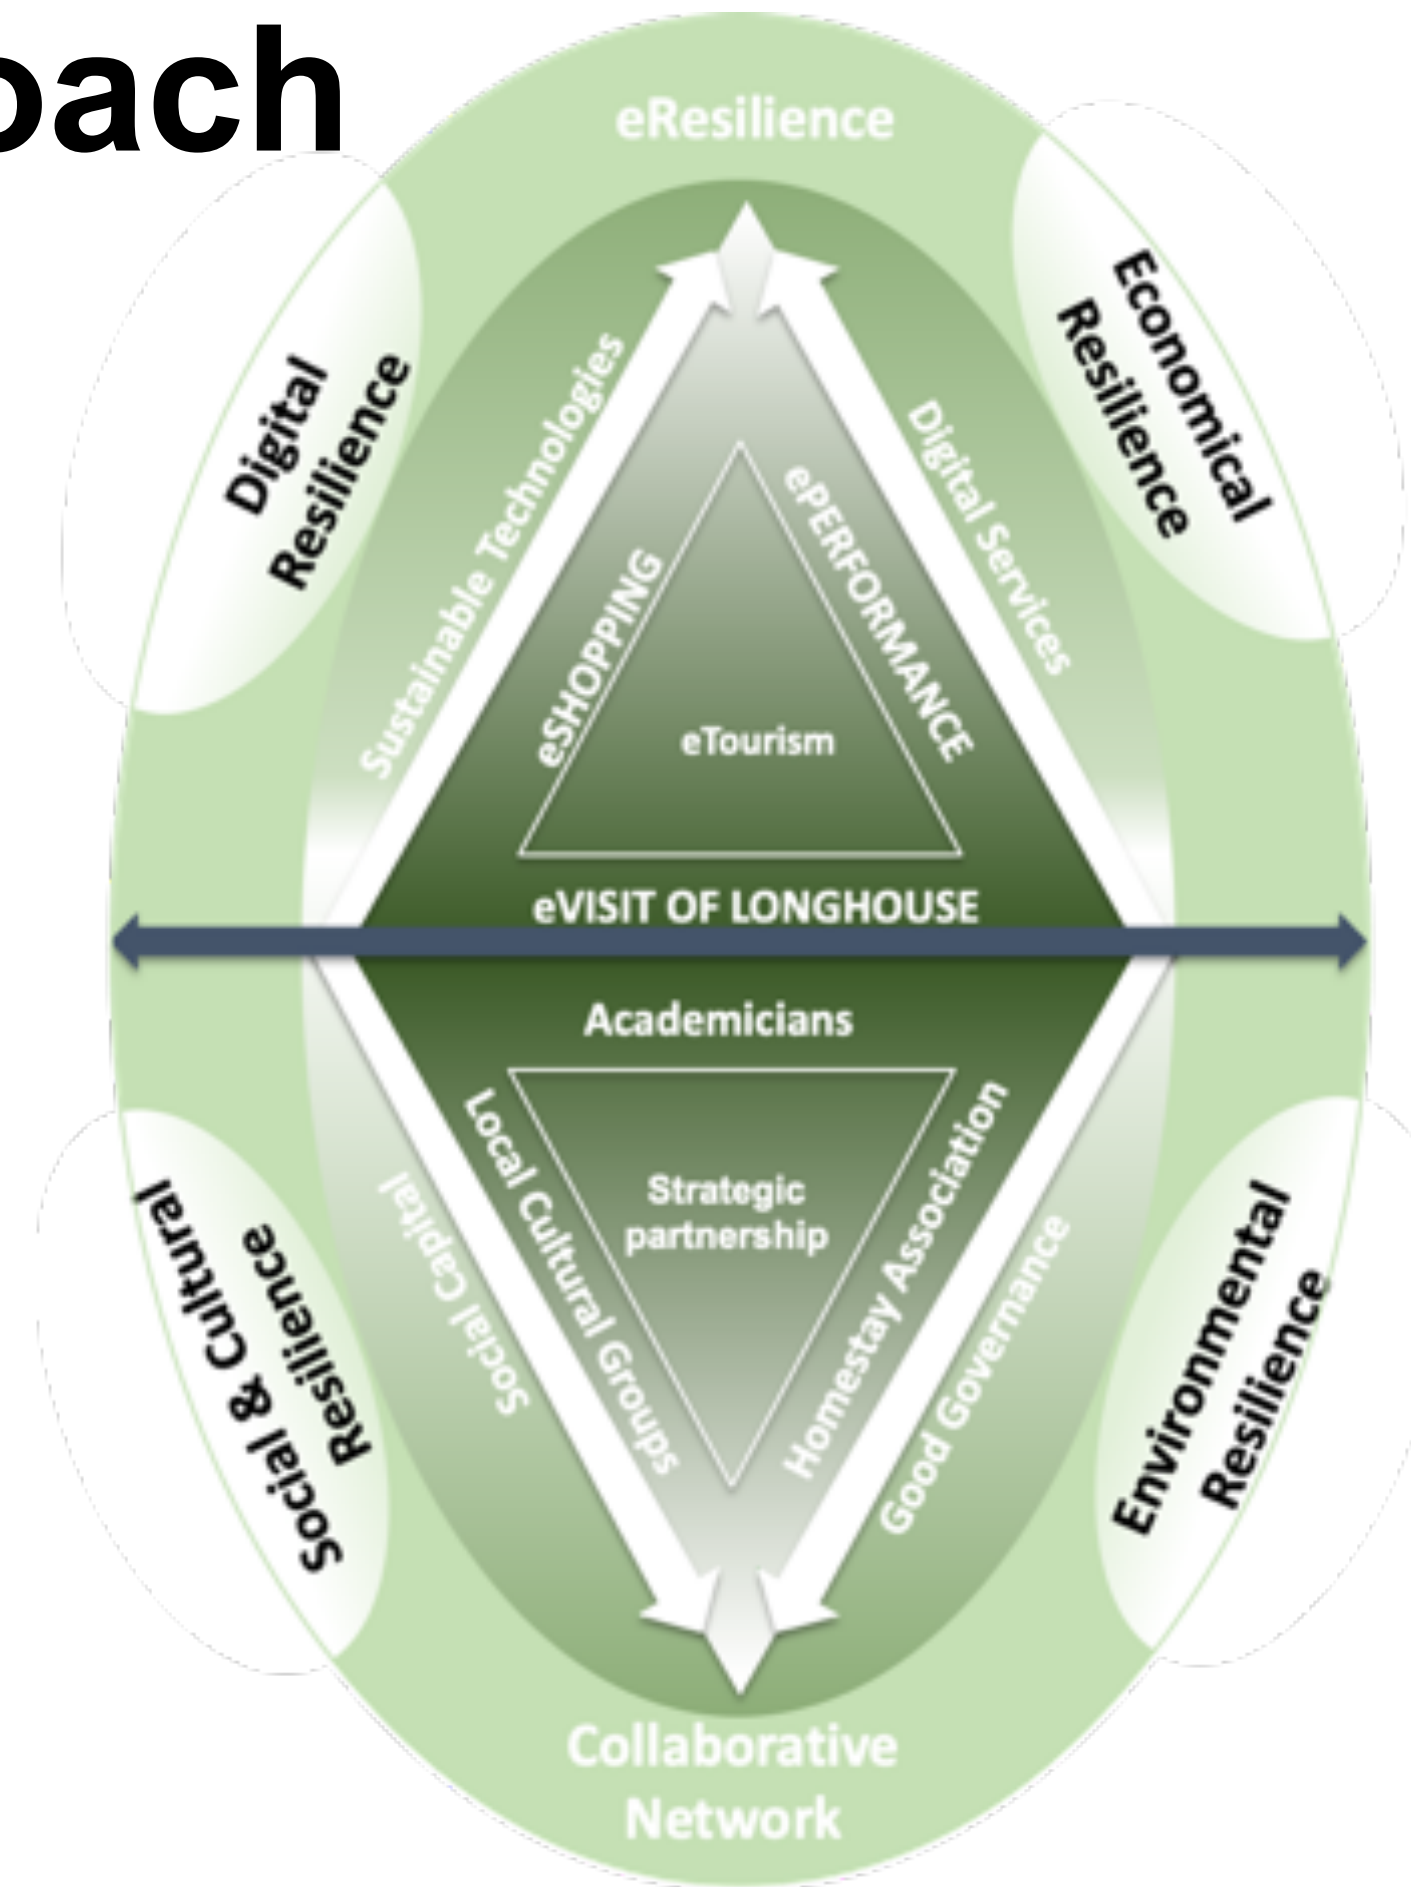 oach
eResilience
Digital
Resilience
Economical
Resilience
Sustainable Technologies
Digital Services
eSHOPPING
ePERFORMANCE
eTourism
eVISIT OF LONGHOUSE
Academicians
Local Cultural Groups
Homestay Association
Strategic
partnership
Social Capital
Good Governance
Social & Cultural
Resilience
Environmental
Resilience
Collaborative
Network